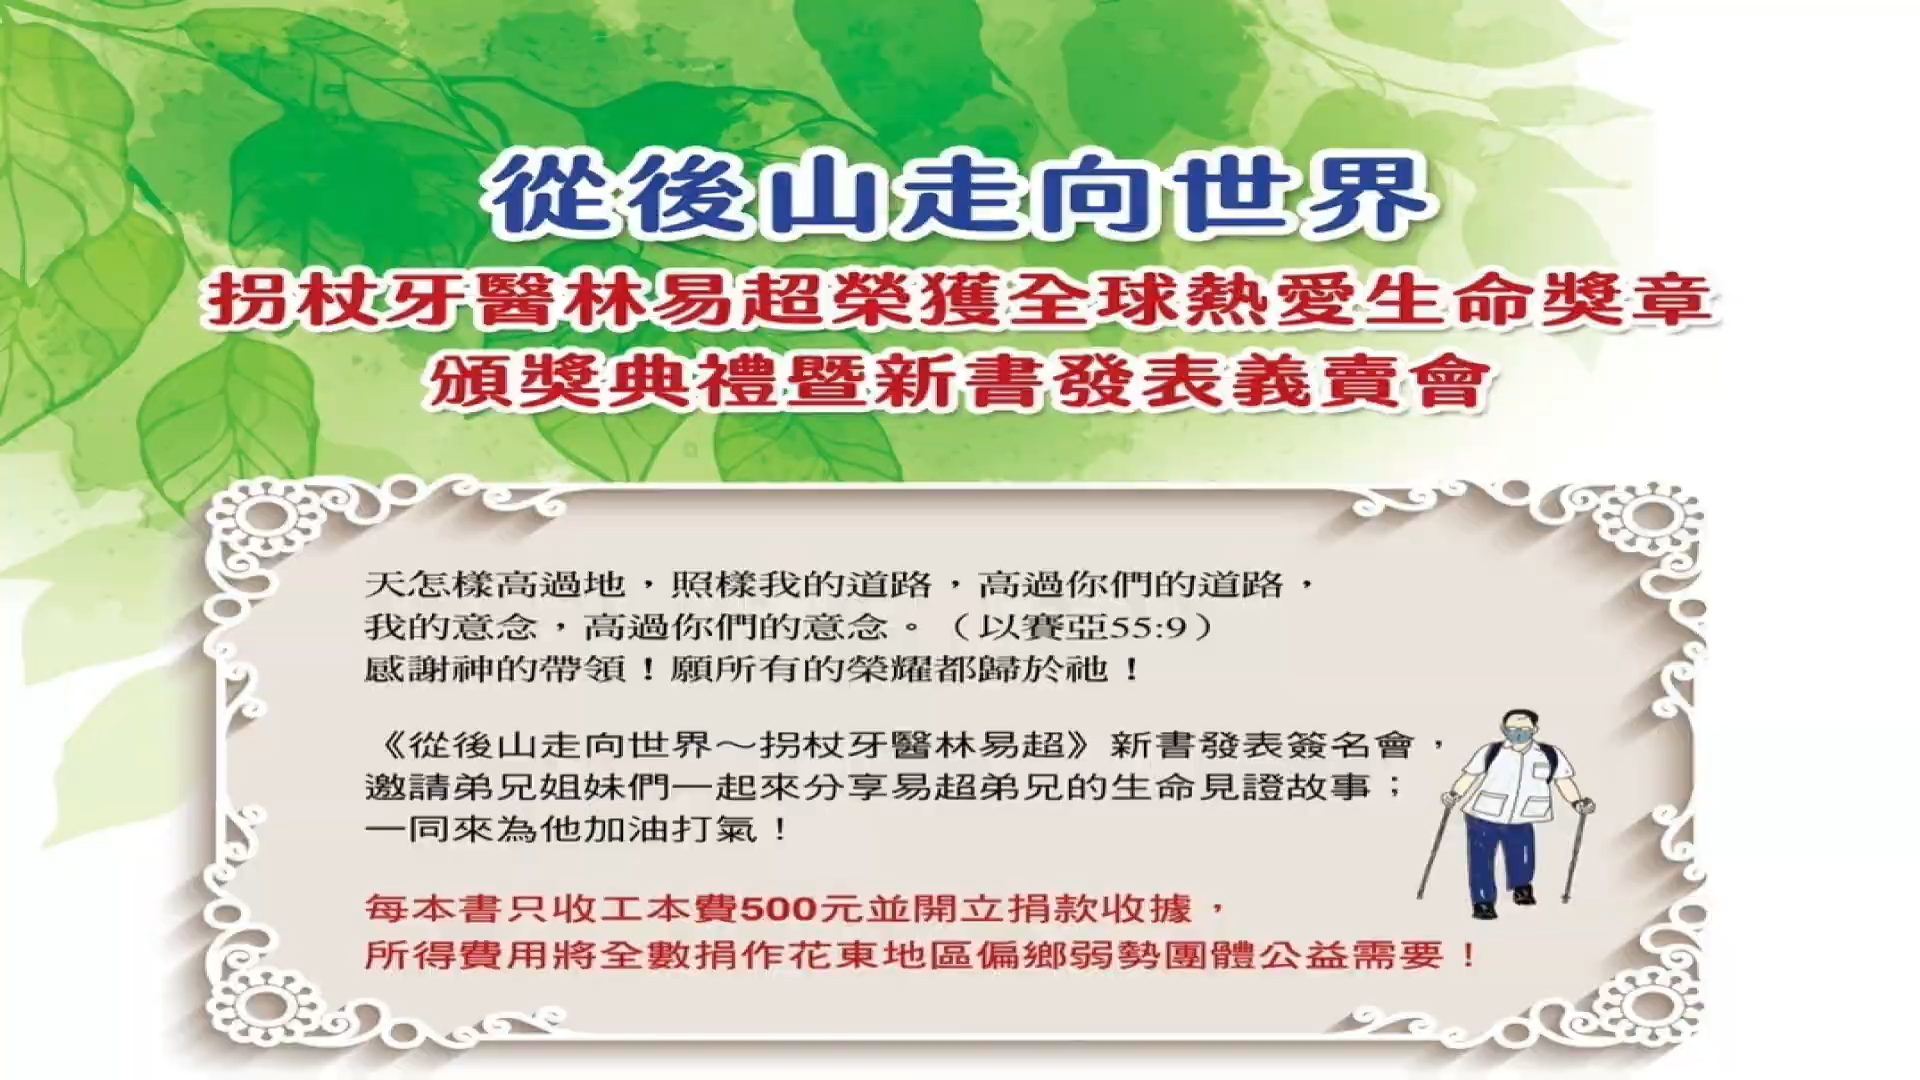 從後山走向世界
拐杖牙醫林易超榮獲全球熱愛生命獎章
頒獎典禮暨新書發表義賣會
天怎樣高過地，照樣我的道路，高過你們的道路，
我的意念，高過你們的意念。（以賽亞55:9）
感謝神的帶領！願所有的榮耀都歸於祂！
《從後山走向世界～拐杖牙醫林易超》新書發表簽名會，
邀請弟兄姐妹們一起來分享易超弟兄的生命見證故事；
一同來為他加油打氣！
每本書只收工本費500元並開立捐款收據，
所得費用將全數捐作花東地區偏鄉弱勢團體公益需要！